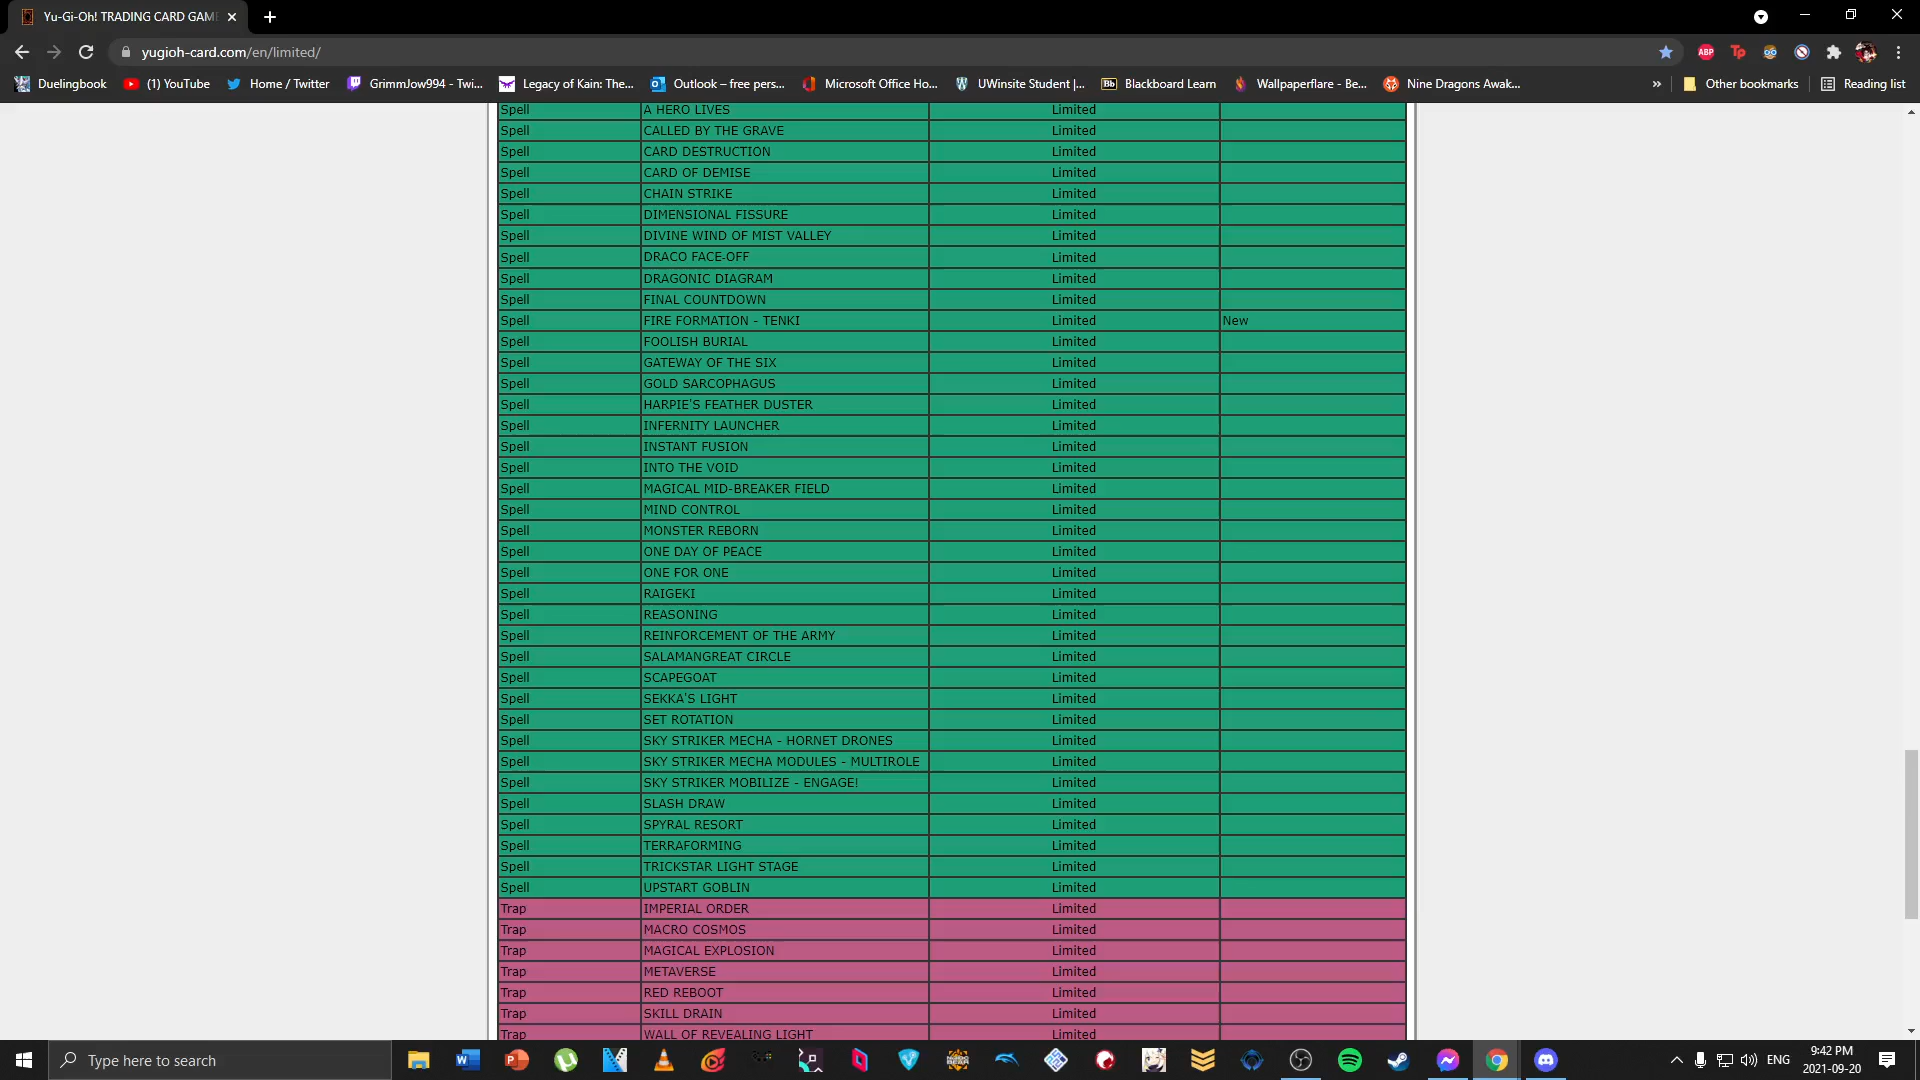 Yu-Gi-Oh! TRADING CARD GAM
yugioh-card.com/en/limited/
ABP
Duelingbook
(1) YouTube
Home / Twitter
GrimmJow994 - Twi...
Legacy of Kain: The...
Outlook – free pers...
Microsoft Office Ho...
UWinsite Student |...
Bb Blackboard Learn
Wallpaperflare - Be...
Nine Dragons Awak...
Other bookmarks
Reading list
Spell A HERO LIVES Limited
Spell CALLED BY THE GRAVE Limited
Spell CARD DESTRUCTION Limited
Spell CARD OF DEMISE Limited
Spell CHAIN STRIKE Limited
Spell DIMENSIONAL FISSURE Limited
Spell DIVINE WIND OF MIST VALLEY Limited
Spell DRACO FACE-OFF Limited
Spell DRAGONIC DIAGRAM Limited
Spell FINAL COUNTDOWN Limited
Spell FIRE FORMATION - TENKI Limited New
Spell FOOLISH BURIAL Limited
Spell GATEWAY OF THE SIX Limited
Spell GOLD SARCOPHAGUS Limited
Spell HARPIE'S FEATHER DUSTER Limited
Spell INFERNITY LAUNCHER Limited
Spell INSTANT FUSION Limited
Spell INTO THE VOID Limited
Spell MAGICAL MID-BREAKER FIELD Limited
Spell MIND CONTROL Limited
Spell MONSTER REBORN Limited
Spell ONE DAY OF PEACE Limited
Spell ONE FOR ONE Limited
Spell RAIGEKI Limited
Spell REASONING Limited
Spell REINFORCEMENT OF THE ARMY Limited
Spell SALAMANGREAT CIRCLE Limited
Spell SCAPEGOAT Limited
Spell SEKKA'S LIGHT Limited
Spell SET ROTATION Limited
Spell SKY STRIKER MECHA - HORNET DRONES Limited
Spell SKY STRIKER MECHA MODULES - MULTIROLE Limited
Spell SKY STRIKER MOBILIZE - ENGAGE! Limited
Spell SLASH DRAW Limited
Spell SPYRAL RESORT Limited
Spell TERRAFORMING Limited
Spell TRICKSTAR LIGHT STAGE Limited
Spell UPSTART GOBLIN Limited
Trap IMPERIAL ORDER Limited
Trap MACRO COSMOS Limited
Trap MAGICAL EXPLOSION Limited
Trap METAVERSE Limited
Trap RED REBOOT Limited
Trap SKILL DRAIN Limited
Trap WALL OF REVEALING LIGHT Limited
Type here to search
ENG
9:42 PM
2021-09-20